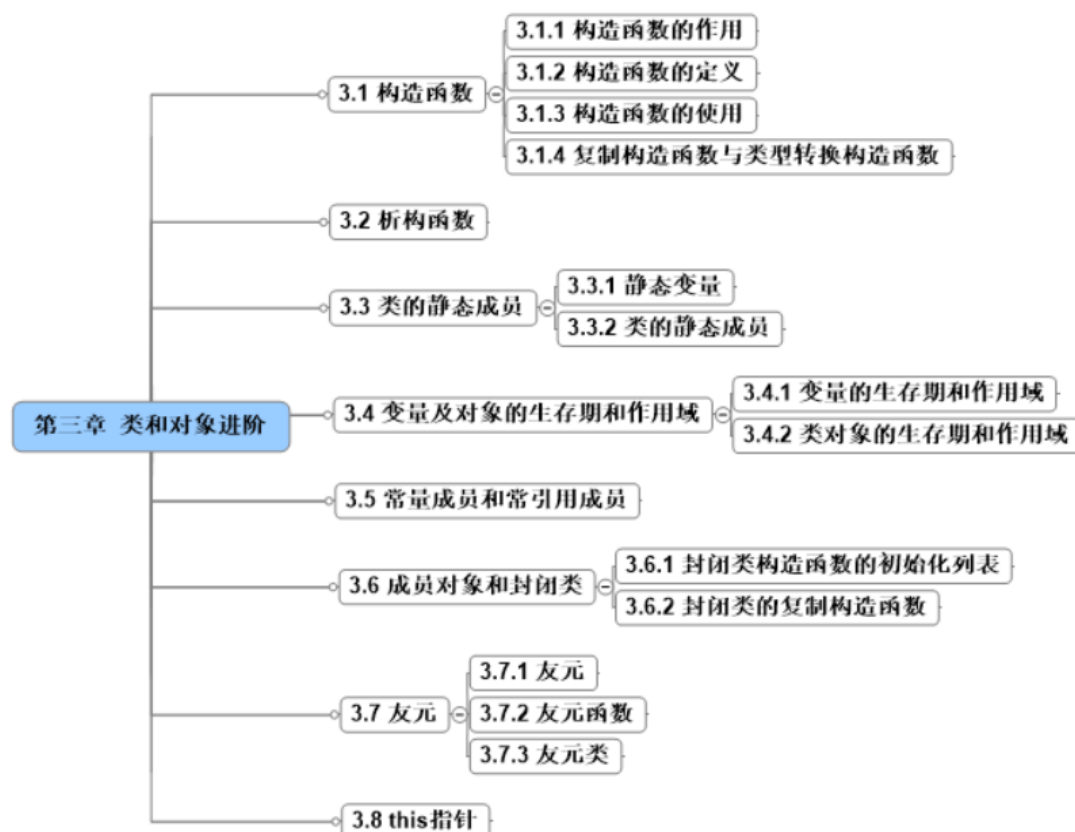 第三章 类和对象进阶
3.1 构造函数
3.1.1 构造函数的作用
3.1.2 构造函数的定义
3.1.3 构造函数的使用
3.1.4 复制构造函数与类型转换构造函数
3.2 析构函数
3.3 类的静态成员
3.3.1 静态变量
3.3.2 类的静态成员
3.4 变量及对象的生存期和作用域
3.4.1 变量的生存期和作用域
3.4.2 类对象的生存期和作用域
3.5 常量成员和常引用成员
3.6 成员对象和封闭类
3.6.1 封闭类构造函数的初始化列表
3.6.2 封闭类的复制构造函数
3.7 友元
3.7.1 友元
3.7.2 友元函数
3.7.3 友元类
3.8 this指针